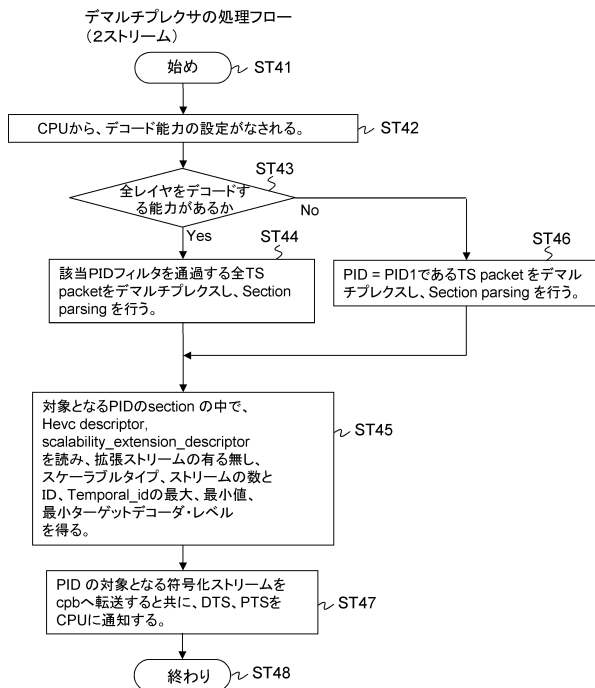 デマルチプレクサの処理フロー
（2ストリーム）
始め
ST41
CPUから、デコード能力の設定がなされる。
ST42
ST43
全レイヤをデコードす
る能力があるか
No
Yes
ST44
該当PIDフィルタを通過する全TS
packetをデマルチプレクスし、Section
parsing を行う。
ST46
PID = PID1であるTS packet をデマル
チプレクスし、Section parsing を行う。
対象となるPIDのsection の中で、
Hevc descriptor,
scalability_extension_descriptor
を読み、拡張ストリームの有る無し、
スケーラブルタイプ、ストリームの数と
ID、Temporal_idの最大、最小値、
最小ターゲットデコーダ・レベル
を得る。
ST45
PID の対象となる符号化ストリームを
cpbへ転送すると共に、DTS、PTSを
CPUに通知する。
ST47
終わり
ST48